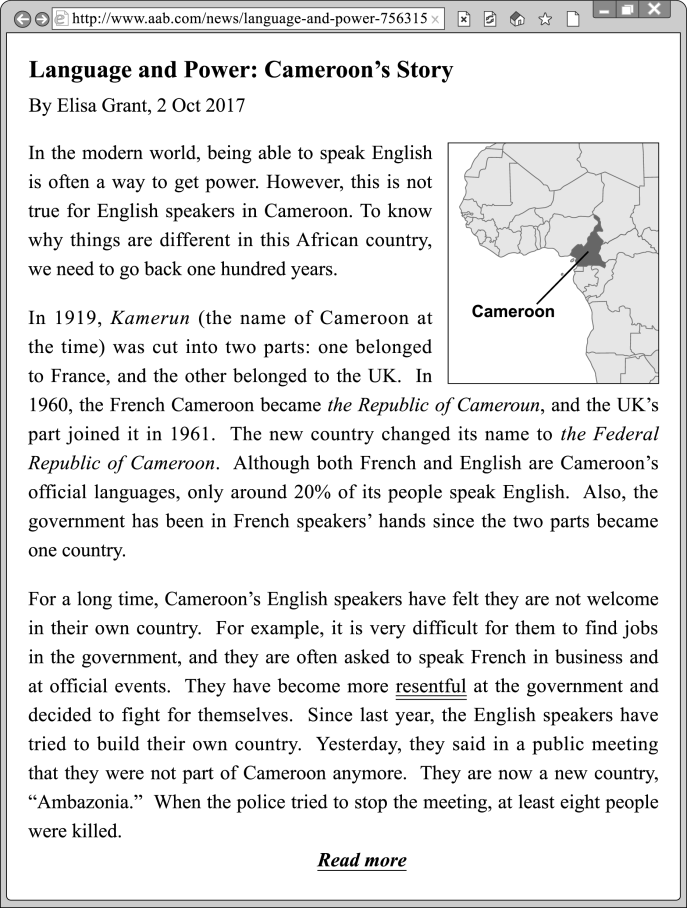 http://www.aab.com/news/language-and-power-756315
Language and Power: Cameroon’s Story
By Elisa Grant, 2 Oct 2017
In the modern world, being able to speak English
is often a way to get power. However, this is not
true for English speakers in Cameroon. To know
why things are different in this African country,
we need to go back one hundred years.
Cameroon
In 1919, Kamerun (the name of Cameroon at
the time) was cut into two parts: one belonged
to France, and the other belonged to the UK. In
1960, the French Cameroon became the Republic of Cameroun, and the UK’s
part joined it in 1961. The new country changed its name to the Federal
Republic of Cameroon. Although both French and English are Cameroon’s
official languages, only around 20% of its people speak English. Also, the
government has been in French speakers’ hands since the two parts became
one country.
For a long time, Cameroon’s English speakers have felt they are not welcome
in their own country. For example, it is very difficult for them to find jobs
in the government, and they are often asked to speak French in business and
at official events. They have become more resentful at the government and
decided to fight for themselves. Since last year, the English speakers have
tried to build their own country. Yesterday, they said in a public meeting
that they were not part of Cameroon anymore. They are now a new country,
“Ambazonia.” When the police tried to stop the meeting, at least eight people
were killed.
Read more